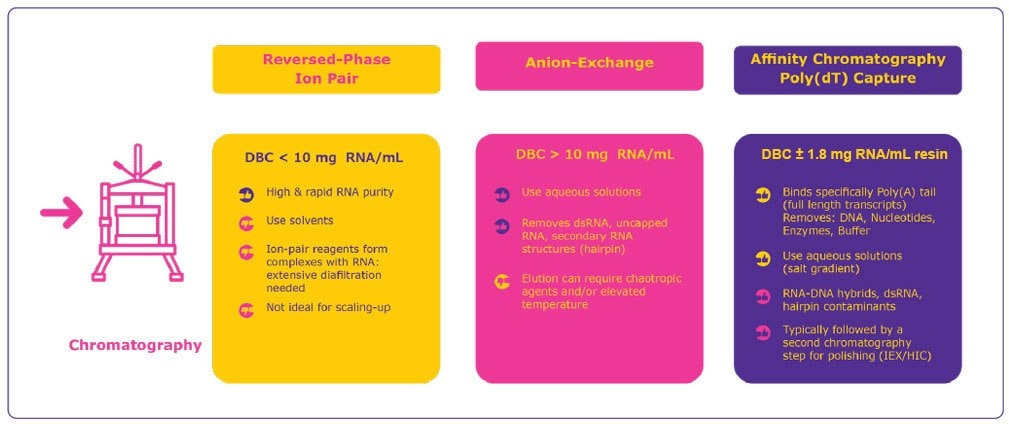 Reversed-Phase
Ion Pair
Anion-Exchange
Affinity Chromatography
Poly(dT) Capture
DBC < 10 mg RNA/mL
High & rapid RNA purity
Use solvents
Ion-pair reagents form
complexes with RNA:
extensive diafiltration
needed
Not ideal for scaling-up
DBC > 10 mg RNA/mL
Use aqueous solutions
Removes dsRNA, uncapped
RNA, secondary RNA
structures (hairpin)
Elution can require chaotropic
agents and/or elevated
temperature
DBC ± 1.8 mg RNA/mL resin
Binds specifically Poly(A) tail
(full length transcripts)
Removes: DNA, Nucleotides,
Enzymes, Buffer
Use aqueous solutions
(salt gradient)
RNA-DNA hybrids, dsRNA,
hairpin contaminants
Typically followed by a
second chromatography
step for polishing (IEX/HIC)
Chromatography